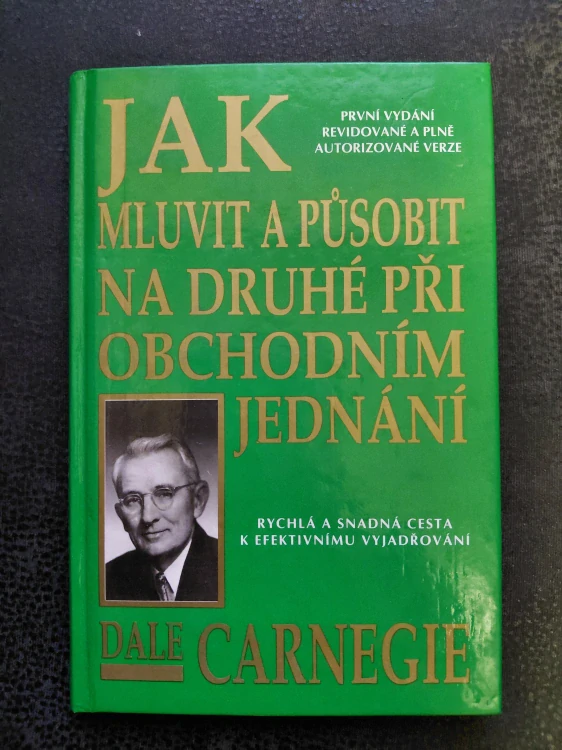 JAK
PRVNÍ VYDÁNÍ
REVIDOVANÉ A PLNĚ
AUTORIZOVANÉ VERZE
MLUVIT A PŮSOBIT
NA DRUHÉ PŘI
OBCHODNÍM
JEDNÁNÍ
RYCHLÁ A SNADNÁ CESTA
K EFEKTIVNÍMU VYJADŘOVÁNÍ
DALE CARNEGIE